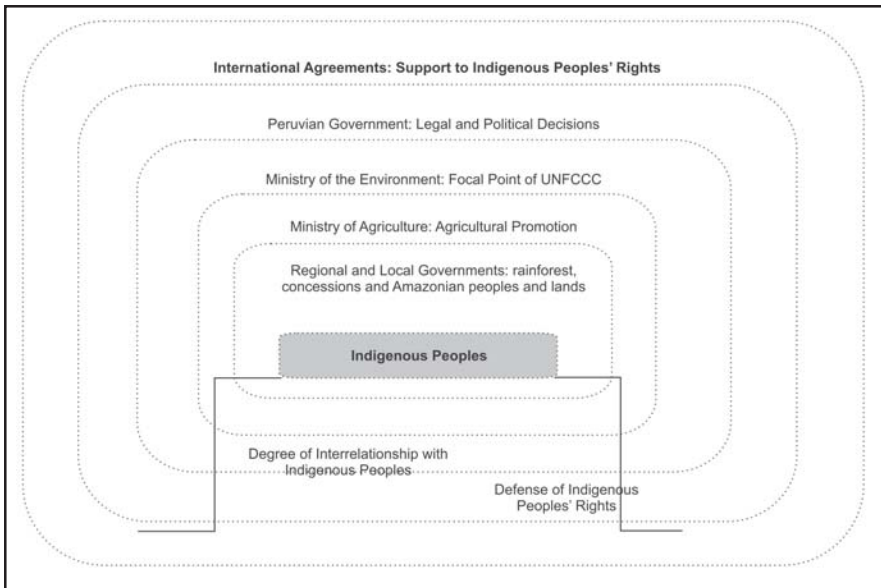 International Agreements: Support to Indigenous Peoples' Rights
Peruvian Government: Legal and Political Decisions
Ministry of the Environment: Focal Point of UNFCCC
Ministry of Agriculture: Agricultural Promotion
Regional and Local Governments: rainforest,
concessions and Amazonian peoples and lands
Indigenous Peoples
Degree of Interrelationship with
Indigenous Peoples
Defense of Indigenous
Peoples' Rights